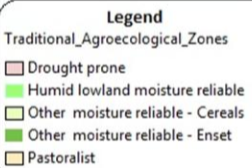 Legend
Traditional_Agroecological_Zones
Drought prone
Humid lowland moisture reliable
Other moisture reliable - Cereals
Other moisture reliable - Enset
Pastoralist